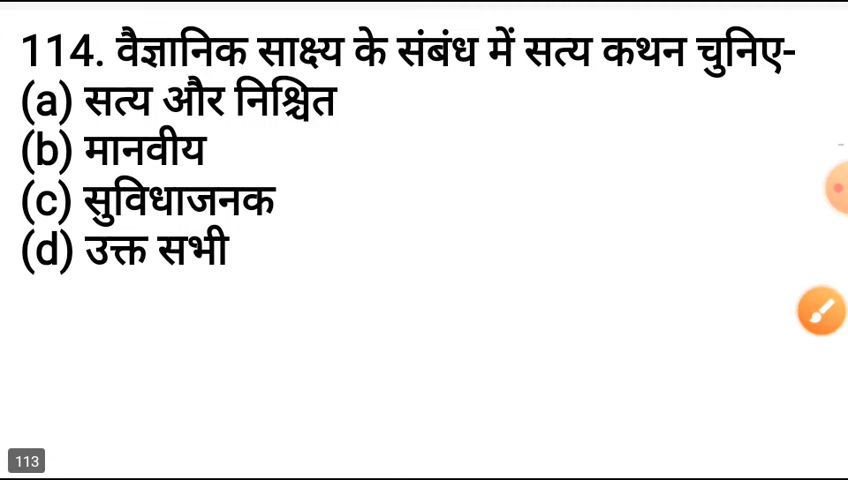 114. वैज्ञानिक साक्ष्य के संबंध में सत्य कथन चुनिए-
(a) सत्य और निश्चित
(b) मानवीय
(c) सुविधाजनक
(d) उक्त सभी
113